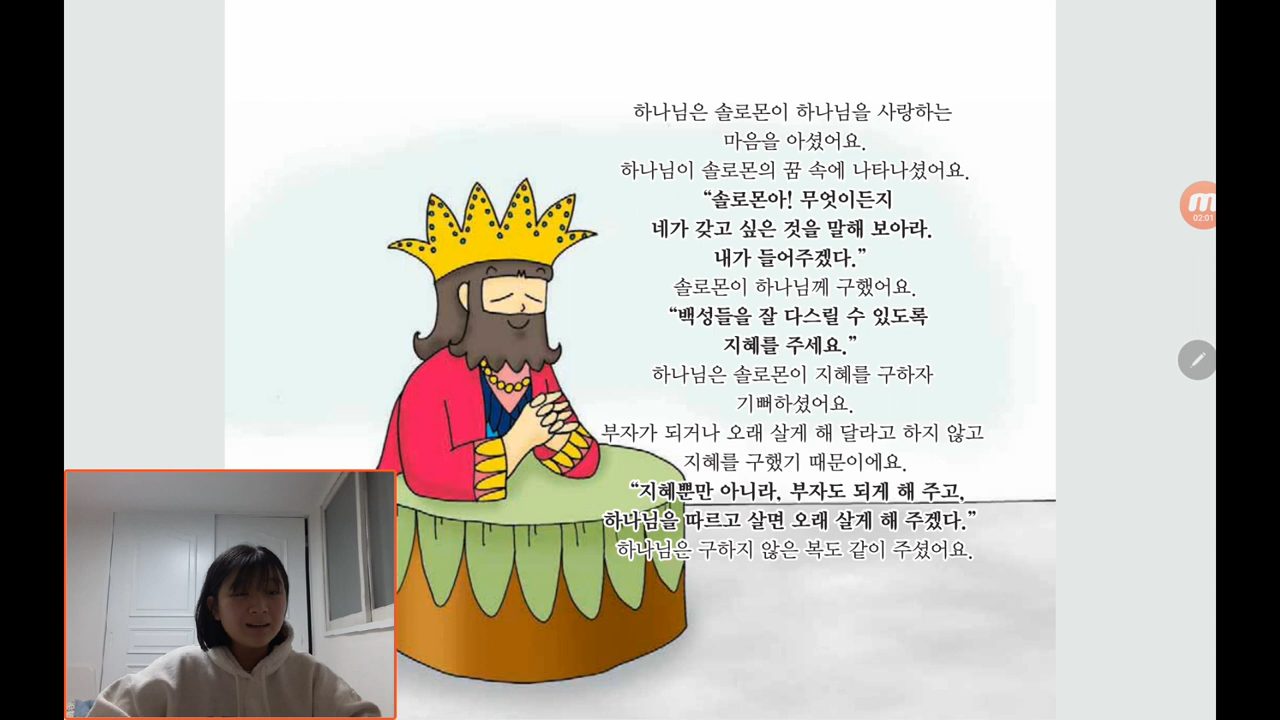 하나님은 솔로몬이 하나님을 사랑하는
마음을 아셨어요.
하나님이 솔로몬의 꿈 속에 나타나셨어요.
“솔로몬아! 무엇이든지
네가 갖고 싶은 것을 말해 보아라.
내가 들어주겠다.”
솔로몬이 하나님께 구했어요.
“백성들을 잘 다스릴 수 있도록
지혜를 주세요.”
하나님은 솔로몬이 지혜를 구하자
기뻐하셨어요.
부자가 되거나 오래 살게 해 달라고 하지 않고
지혜를 구했기 때문이에요.
“지혜뿐만 아니라, 부자도 되게 해 주고,
하나님을 따르고 살면 오래 살게 해 주겠다.”
하나님은 구하지 않은 복도 같이 주셨어요.
02:01